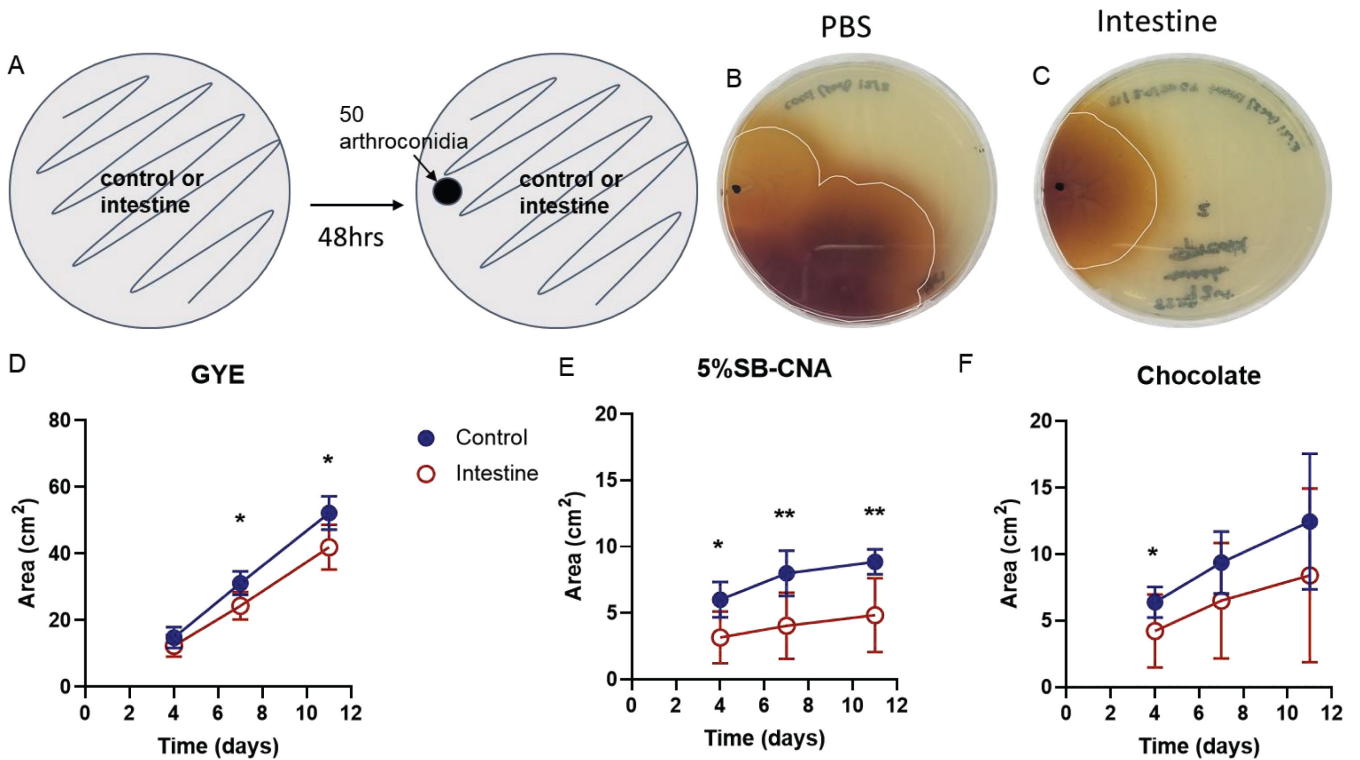 PBS
Intestine
A
B
C
50
arthroconidia
control or
intestine
48hrs
control or
intestine
D
GYE
E
5%SB-CNA
F
Chocolate
Control
Intestine
Area (cm²)
80
60
40
20
0
* *
0 2 4 6 8 10 12
Time (days)
Area (cm²)
20
15
10
5
0
* ** **
0 2 4 6 8 10 12
Time (days)
Area (cm²)
20
15
10
5
0
*
0 2 4 6 8 10 12
Time (days)